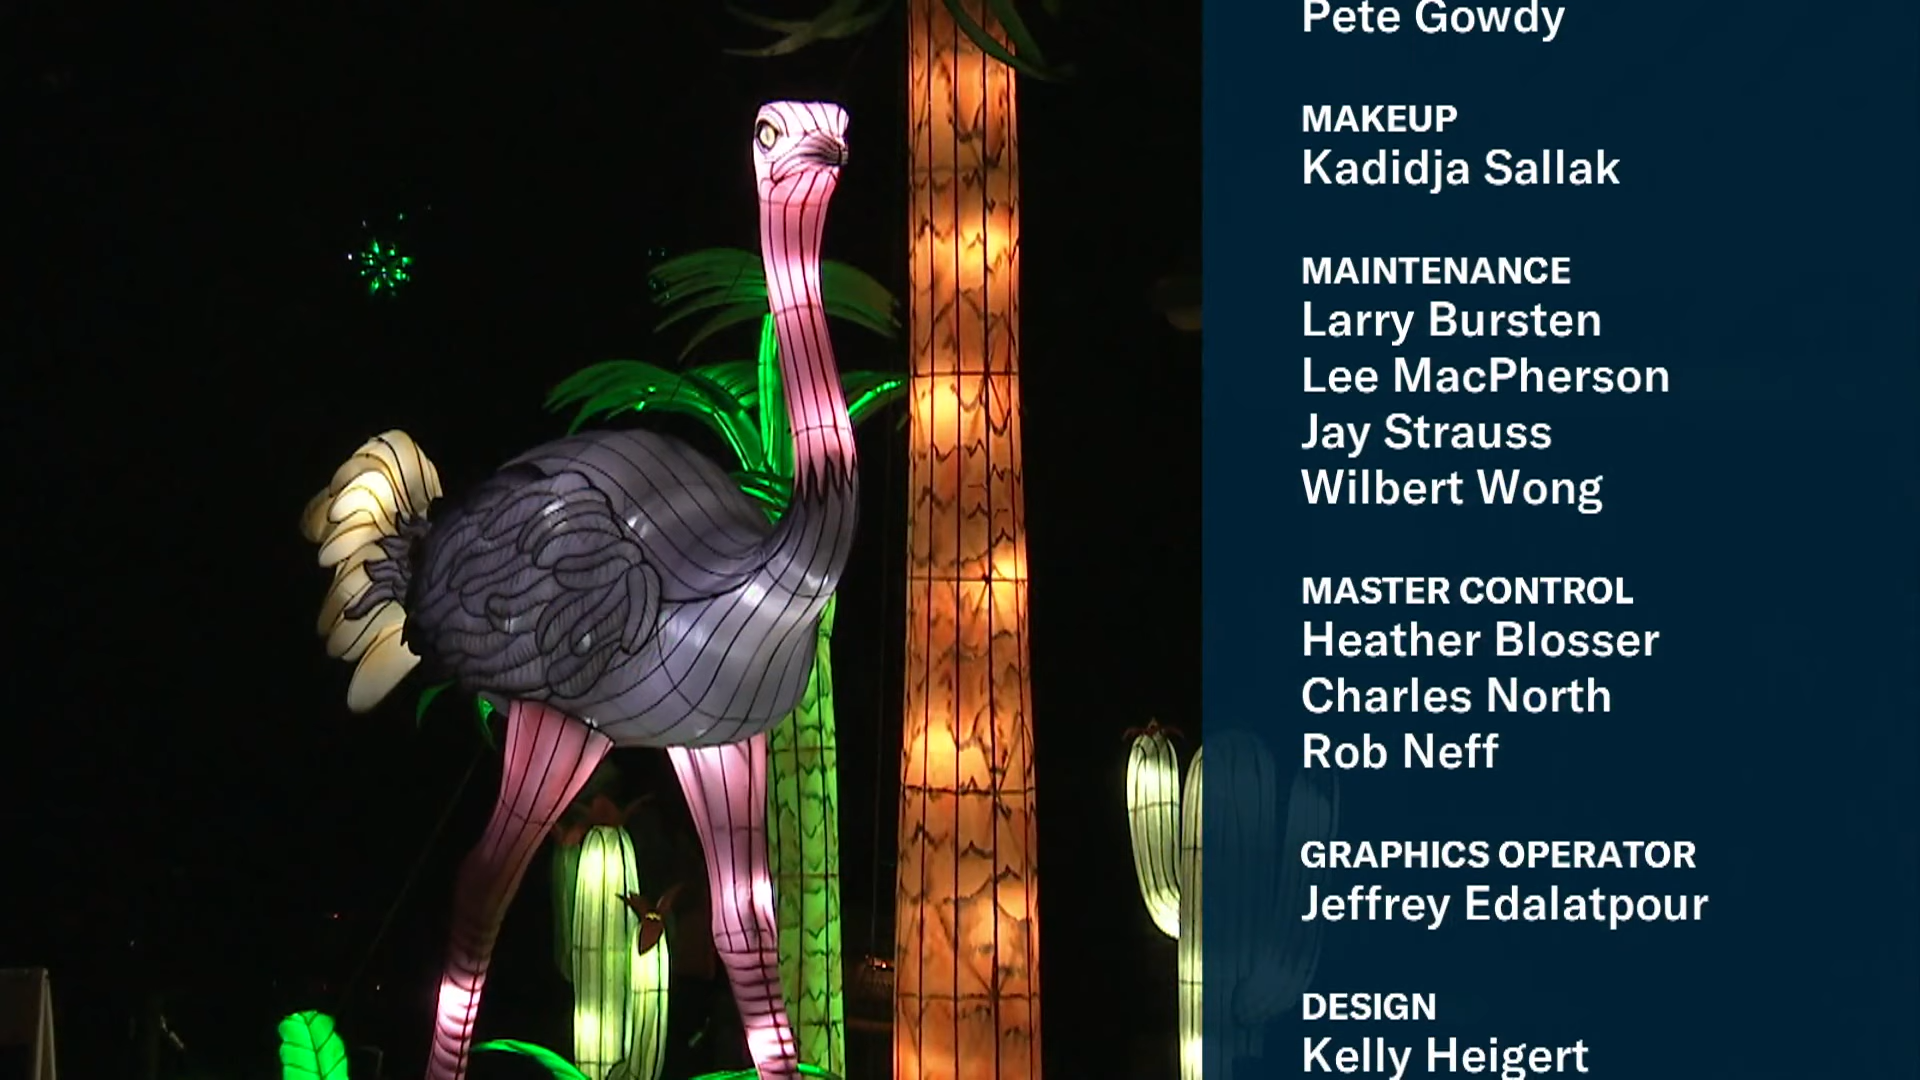 Pete Gowdy
MAKEUP
Kadidja Sallak
MAINTENANCE
Larry Bursten
Lee MacPherson
Jay Strauss
Wilbert Wong
MASTER CONTROL
Heather Blosser
Charles North
Rob Neff
GRAPHICS OPERATOR
Jeffrey Edalatpour
DESIGN
Kelly Heigert